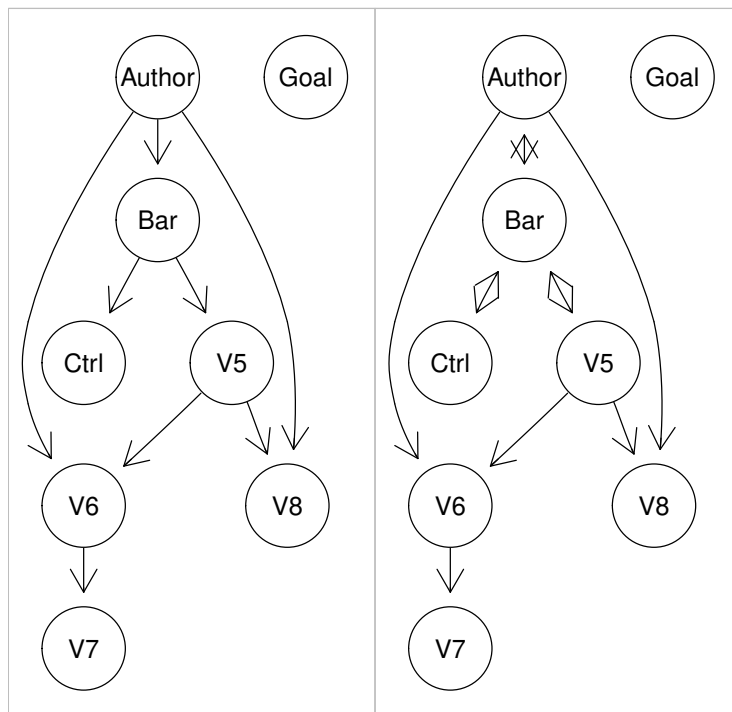 Author
Goal
Bar
Ctrl
V5
V6
V8
V7
Author
Goal
Bar
Ctrl
V5
V6
V8
V7